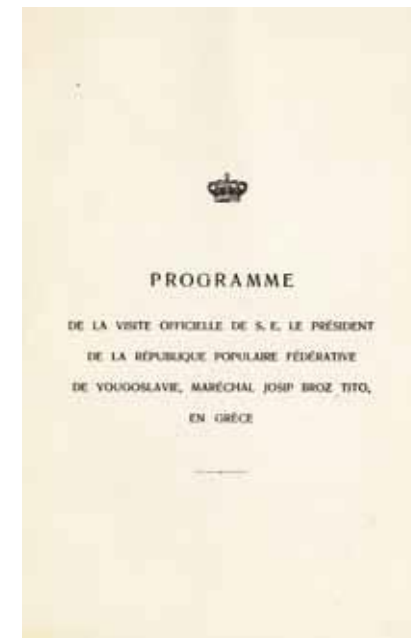 PROGRAMME
DE LA VISITE OFFICIELLE DE S. E. LE PRÉSIDENT
DE LA RÉPUBLIQUE POPULAIRE FÉDÉRATIVE
DE YOUGOSLAVIE, MARÉCHAL JOSIP BROZ TITO,
EN GRÈCE